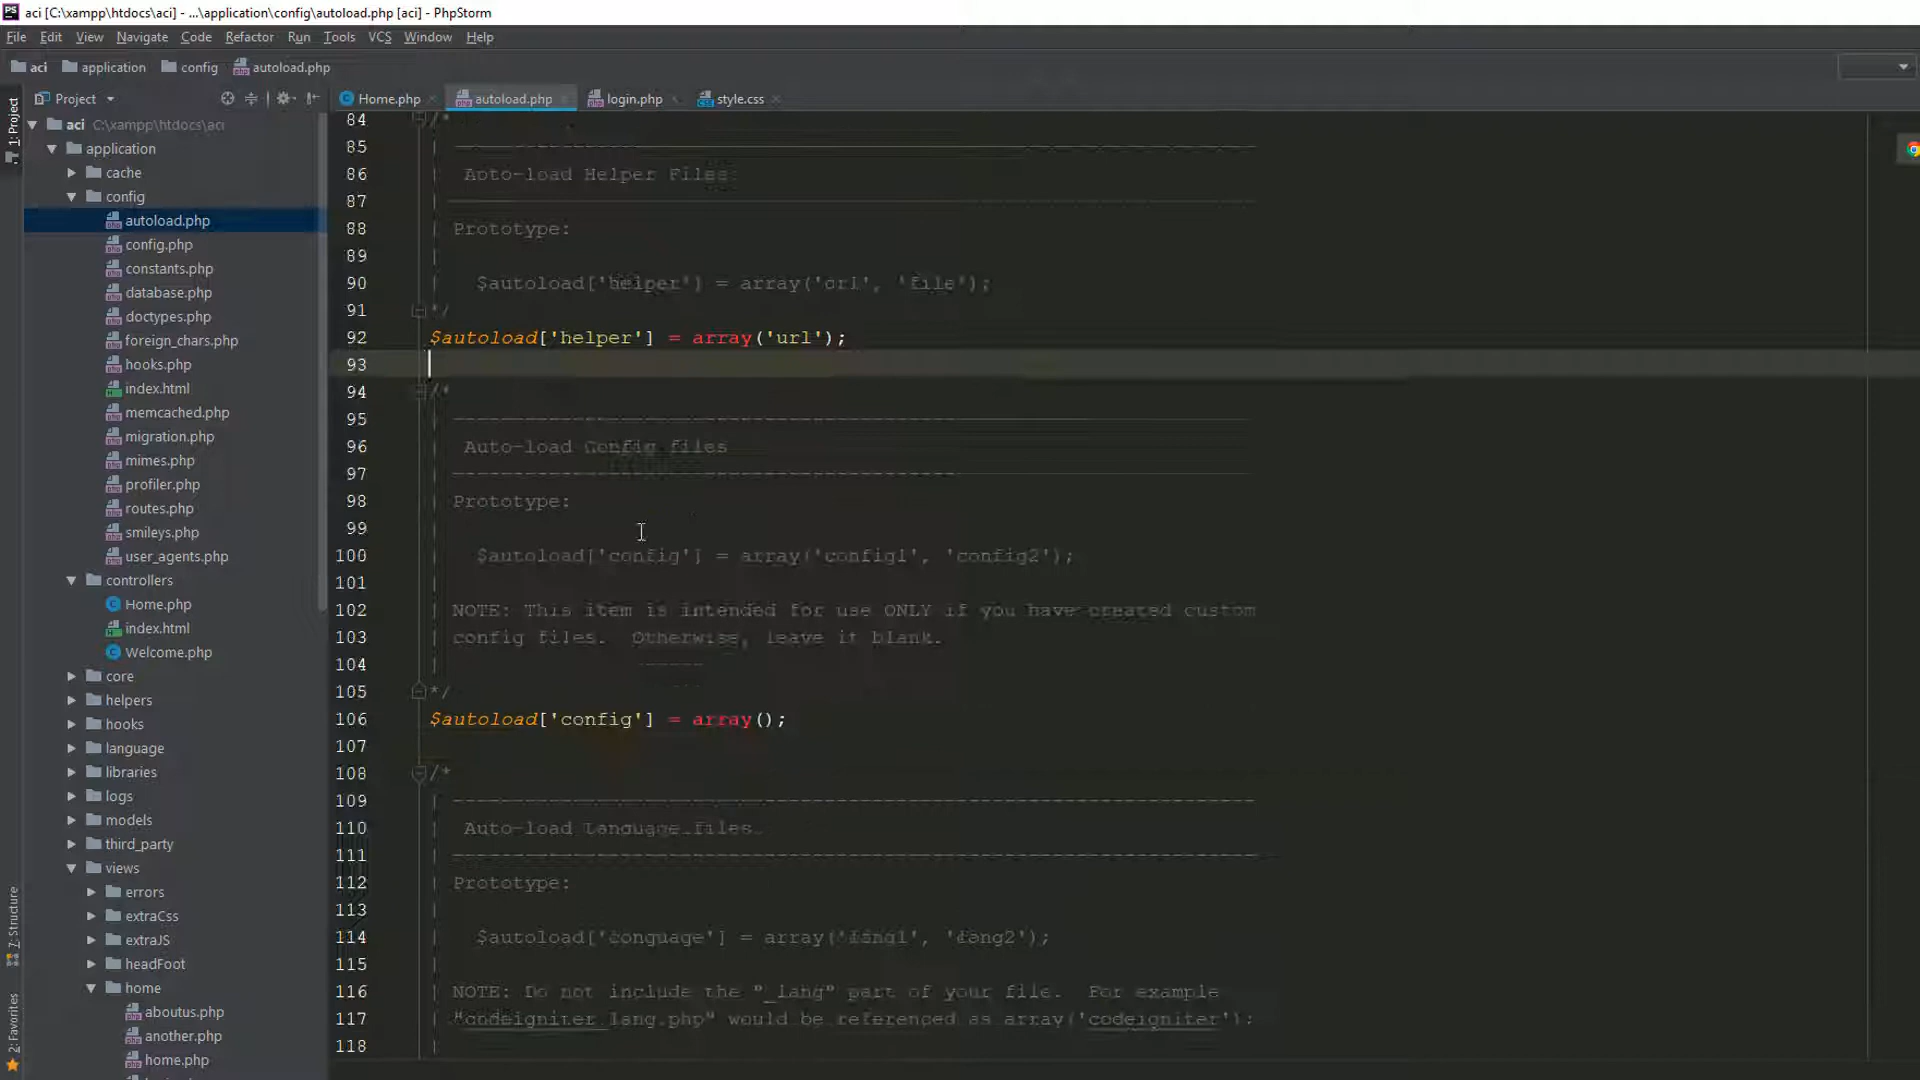 PS aci [C:\xampp\htdocs\aci] - ...\application\config\autoload.php [aci] - PhpStorm
File Edit View Navigate Code Refactor Run Tools VCS Window Help
aci application config autoload.php
Project
Home.php autoload.php login.php style.css
1: Project
7: Structure
2: Favorites
aci C:\xampp\htdocs\aci
application
cache
config
autoload.php
config.php
constants.php
database.php
doctypes.php
foreign_chars.php
hooks.php
index.html
memcached.php
migration.php
mimes.php
profiler.php
routes.php
smileys.php
user_agents.php
controllers
Home.php
index.html
Welcome.php
core
helpers
hooks
language
libraries
logs
models
third_party
views
errors
extraCss
extraJS
headFoot
home
aboutus.php
another.php
home.php
84 /*
85 | -------------------------------------------------------------------
86 | Auto-load Helper Files
87 | -------------------------------------------------------------------
88 | Prototype:
89 |
90 | $autoload['helper'] = array('url', 'file');
91 */
92 $autoload['helper'] = array('url');
93
94 /*
95 | -------------------------------------------------------------------
96 | Auto-load Config files
97 | -------------------------------------------------------------------
98 | Prototype:
99 |
100 | $autoload['config'] = array('config1', 'config2');
101 |
102 | NOTE: This item is intended for use ONLY if you have created custom
103 | config files. Otherwise, leave it blank.
104 |
105 */
106 $autoload['config'] = array();
107
108 /*
109 | -------------------------------------------------------------------
110 | Auto-load Language files
111 | -------------------------------------------------------------------
112 | Prototype:
113 |
114 | $autoload['] = array('lang1', 'lang2');
115 |
116 | NOTE: Do not include the "_lang" part of your file. For example
117 | "codeigniter_lang.php" would be referenced as array('codeigniter');
118 |